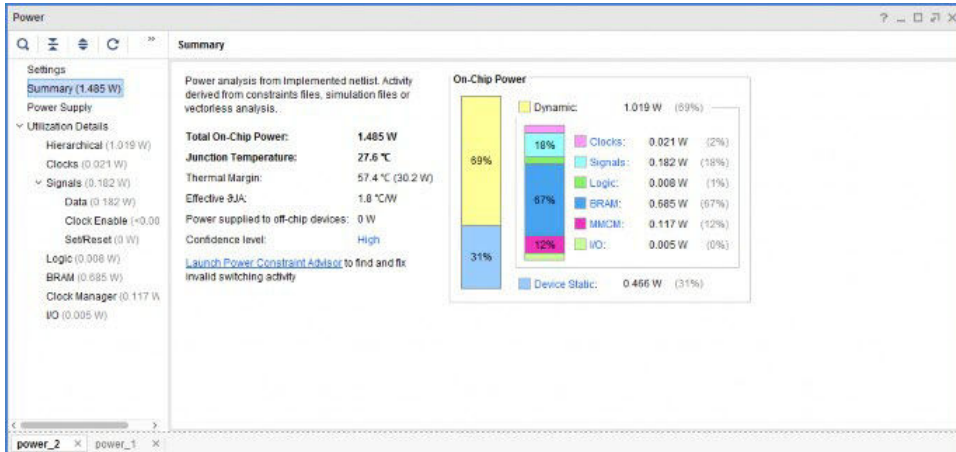 Power
Summary
Settings
Summary (1.485 W)
Power Supply
Utilization Details
Hierarchical (1.019 W)
Clocks (0.021 W)
Signals (0.182 W)
Data (0.182 W)
Clock Enable (<0.00
Set/Reset (0 W)
Logic (0.008 W)
BRAM (0.685 W)
Clock Manager (0.117 W
I/O (0.005 W)
Power analysis from Implemented netlist. Activity
derived from constraints files, simulation files or
vectorless analysis.
Total On-Chip Power: 1.485 W
Junction Temperature: 27.6 °C
Thermal Margin: 57.4 °C (30.2 W)
Effective ϑJA: 1.8 °C/W
Power supplied to off-chip devices: 0 W
Confidence level: High
Launch Power Constraint Advisor to find and fix
invalid switching activity
On-Chip Power
69%
31%
Dynamic: 1.019 W (69%)
18%
67%
12%
Clocks: 0.021 W (2%)
Signals: 0.182 W (18%)
Logic: 0.008 W (1%)
BRAM: 0.685 W (67%)
MMCM: 0.117 W (12%)
I/O: 0.005 W (0%)
Device Static: 0.466 W (31%)
power_2 × power_1 ×